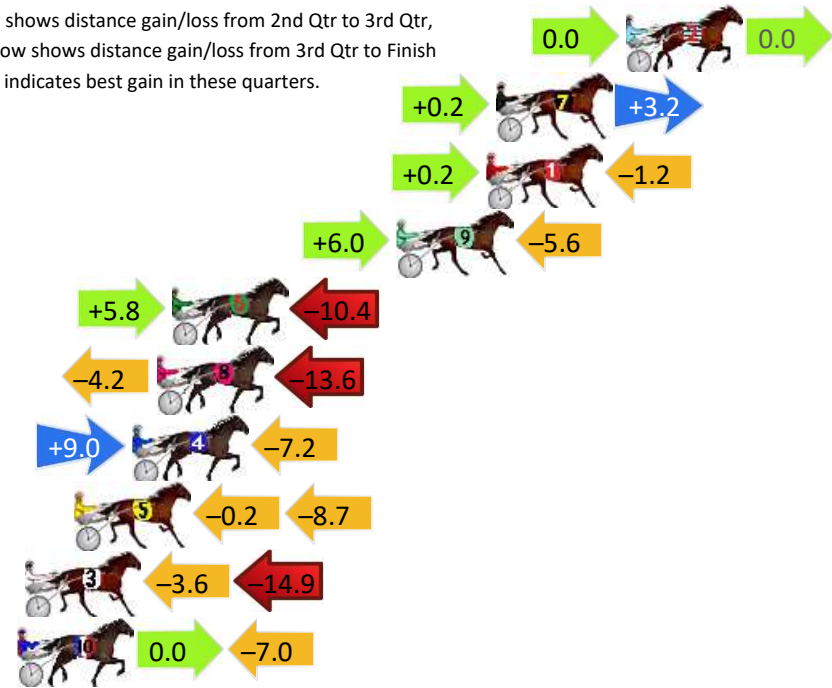 shows distance gain/loss from 2nd Qtr to 3rd Qtr,
ow shows distance gain/loss from 3rd Qtr to Finish
indicates best gain in these quarters.
0.0 2 0.0
+0.2 7 +3.2
+0.2 1 –1.2
+6.0 9 –5.6
+5.8 –10.4
–4.2 8 –13.6
+9.0 4 –7.2
5 –0.2 –8.7
3 –3.6 –14.9
10 0.0 –7.0